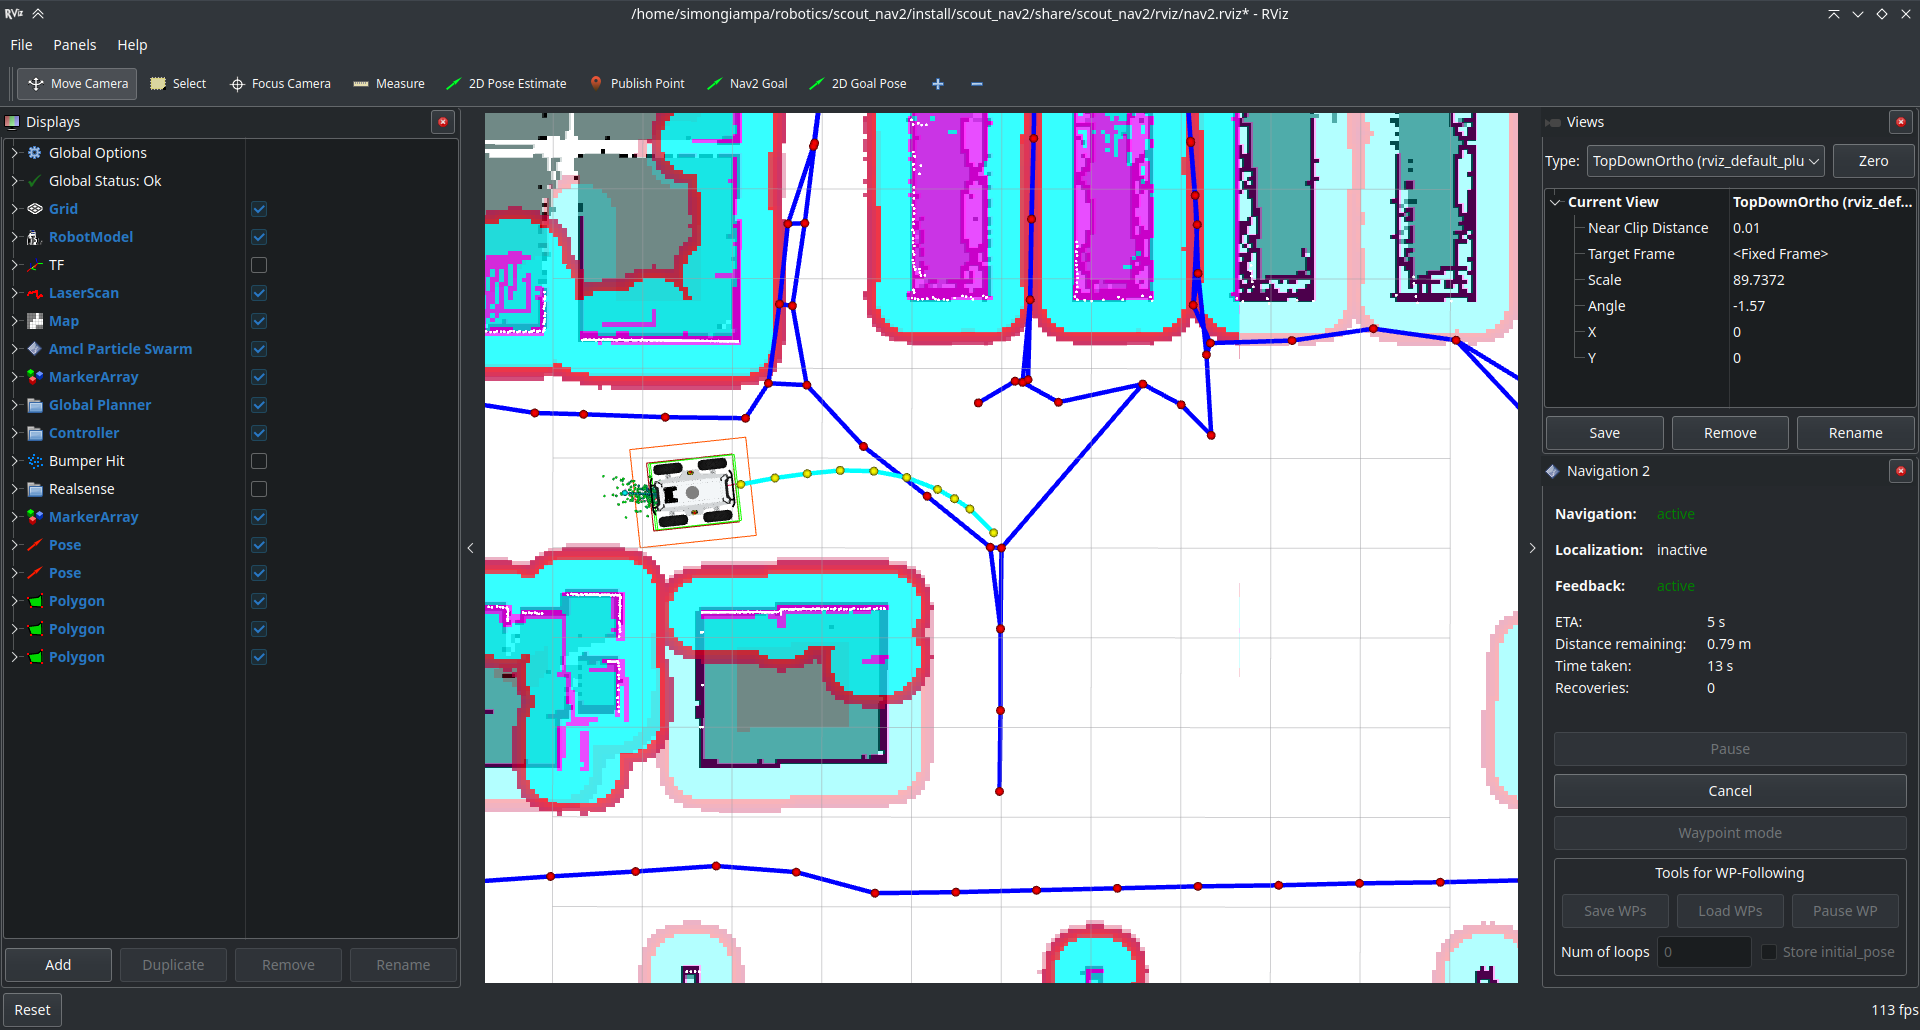 RViz
/home/simongiampa/robotics/scout_nav2/install/scout_nav2/share/scout_nav2/rviz/nav2.rviz* - RViz
File Panels Help
Move Camera Select Focus Camera Measure 2D Pose Estimate Publish Point Nav2 Goal 2D Goal Pose
Displays
Global Options
Global Status: Ok
Grid
RobotModel
TF
LaserScan
Map
Amcl Particle Swarm
MarkerArray
Global Planner
Controller
Bumper Hit
Realsense
MarkerArray
Pose
Pose
Polygon
Polygon
Polygon
Add Duplicate Remove Rename
Reset
Views
Type: TopDownOrtho (rviz_default_plu Zero
Current View TopDownOrtho (rviz_def...
Near Clip Distance 0.01
Target Frame <Fixed Frame>
Scale 89.7372
Angle -1.57
X 0
Y 0
Save Remove Rename
Navigation 2
Navigation: active
Localization: inactive
Feedback: active
ETA: 5 s
Distance remaining: 0.79 m
Time taken: 13 s
Recoveries: 0
Pause
Cancel
Waypoint mode
Tools for WP-Following
Save WPs Load WPs Pause WP
Num of loops 0 Store initial_pose
113 fps